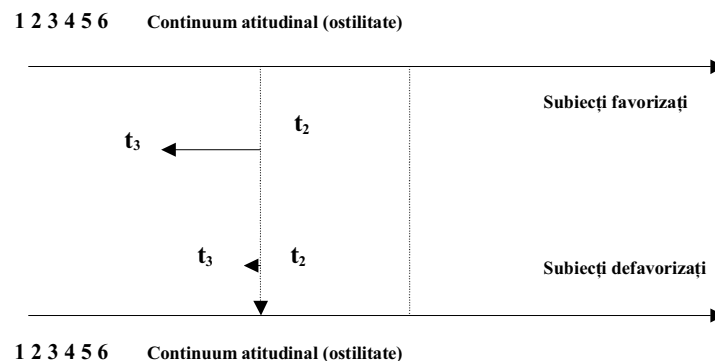 1 2 3 4 5 6 Continuum atitudinal (ostilitate)
Subiecți favorizați
t2
t3
t3 t2
Subiecți defavorizați
1 2 3 4 5 6 Continuum atitudinal (ostilitate)